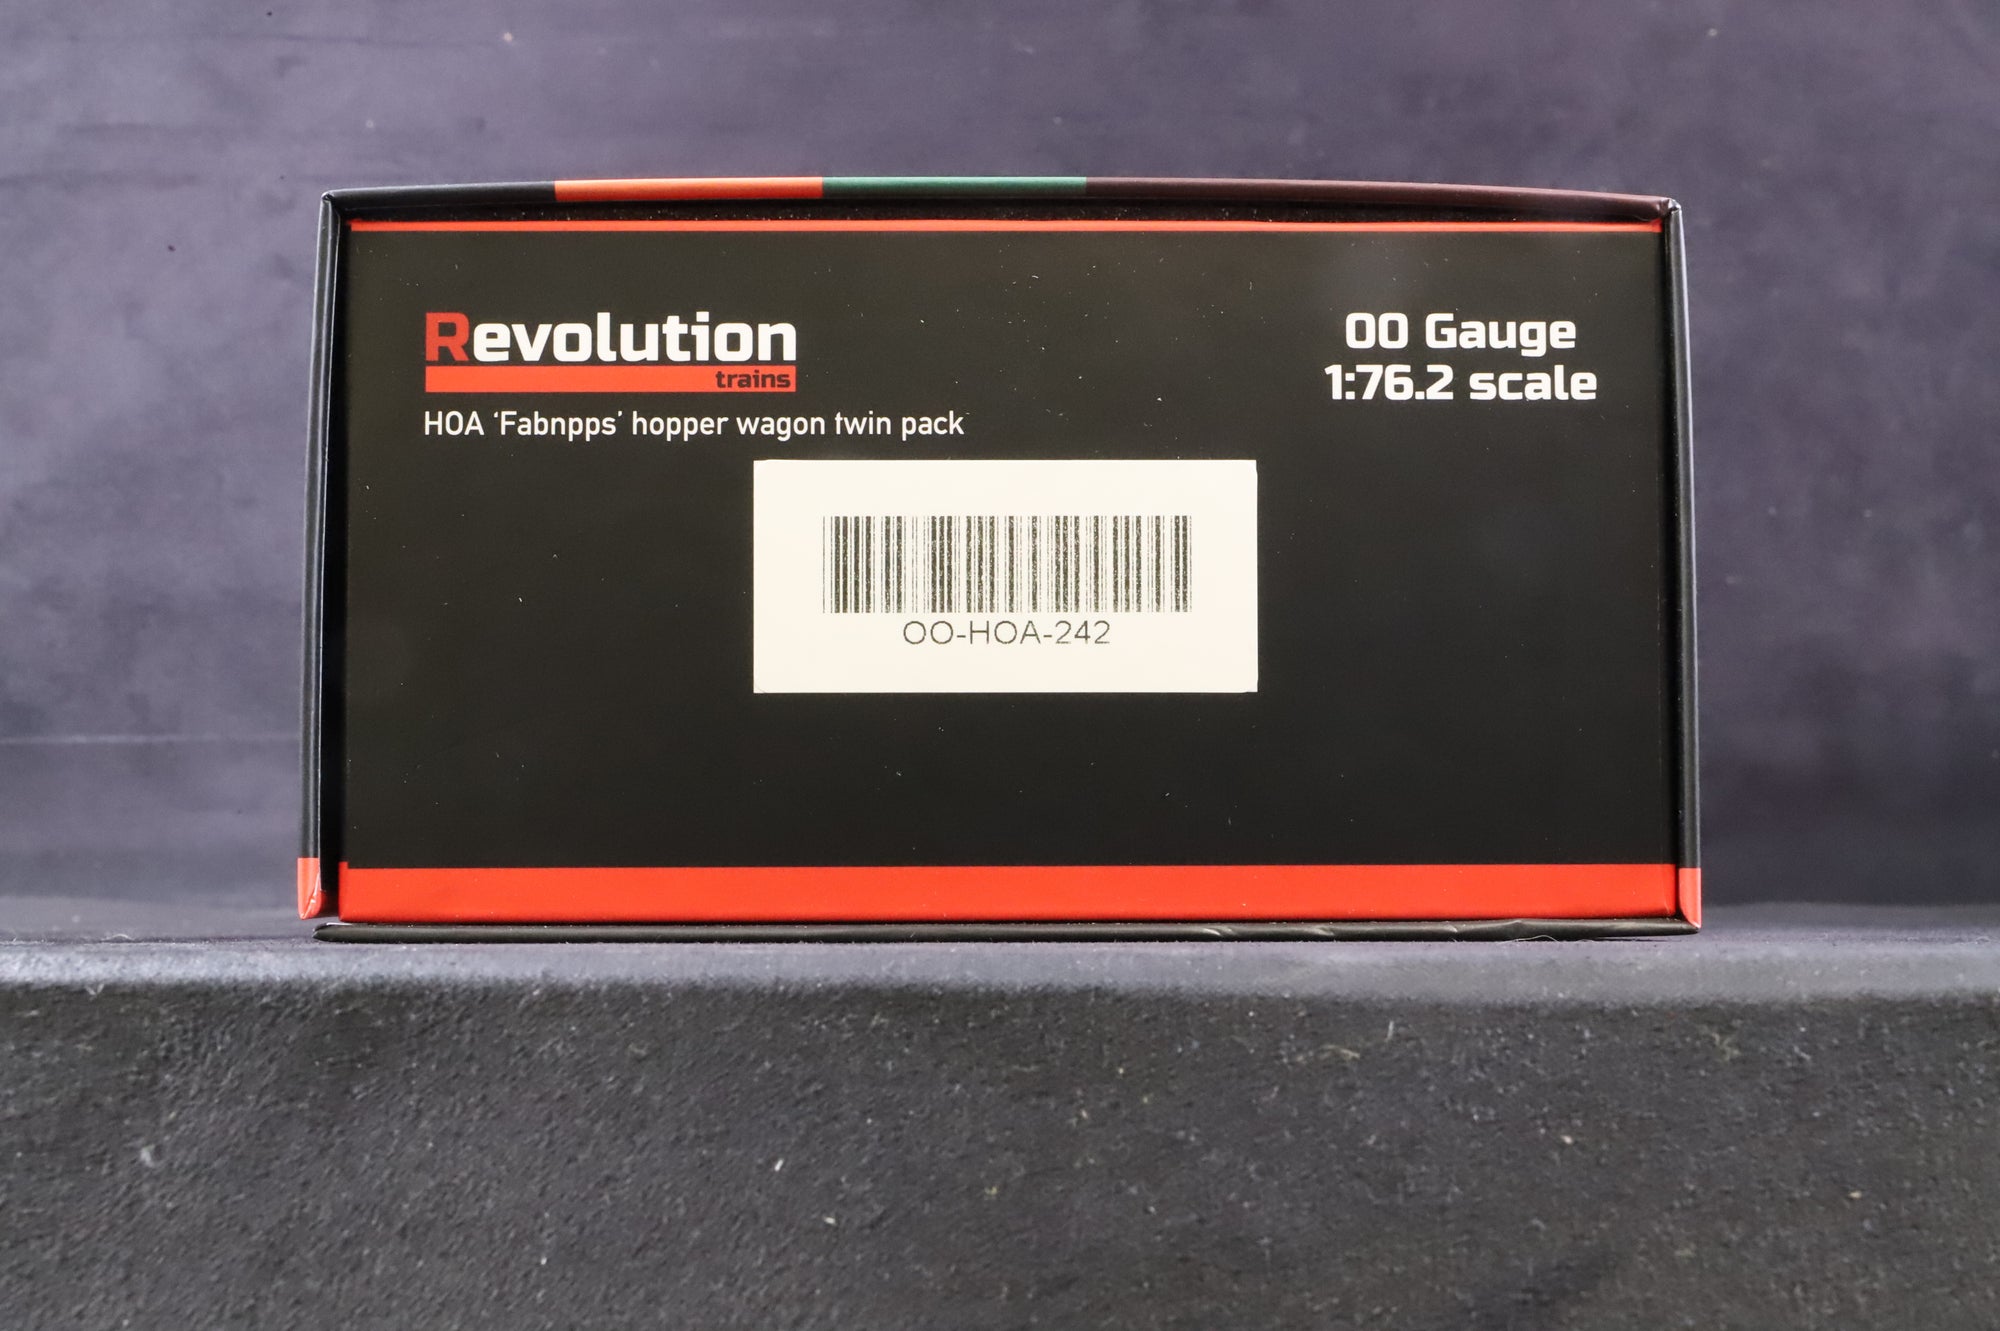 Revolution
trains
HOA ‘Fabnpps’ hopper wagon twin pack
OO Gauge
1:76.2 scale
OO-HOA-242